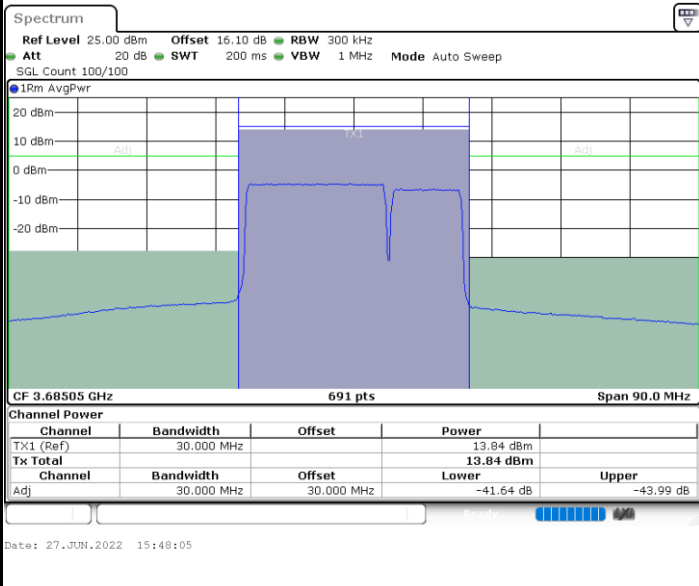 Spectrum
Ref Level 25.00 dBm Offset 16.10 dB RBW 300 kHz
Att 20 dB SWT 200 ms VBW 1 MHz Mode Auto Sweep
SGL Count 100/100
1Rm AvgPwr
20 dBm
TX1
10 dBm
Adj Adj
0 dBm
-10 dBm
-20 dBm
CF 3.68505 GHz 691 pts Span 90.0 MHz
Channel Power
Channel Bandwidth Offset Power
TX1 (Ref) 30.000 MHz 13.84 dBm
Tx Total 13.84 dBm
Channel Bandwidth Offset Lower Upper
Adj 30.000 MHz 30.000 MHz -41.64 dB -43.99 dB
Ready
Date: 27.JUN.2022 15:48:05